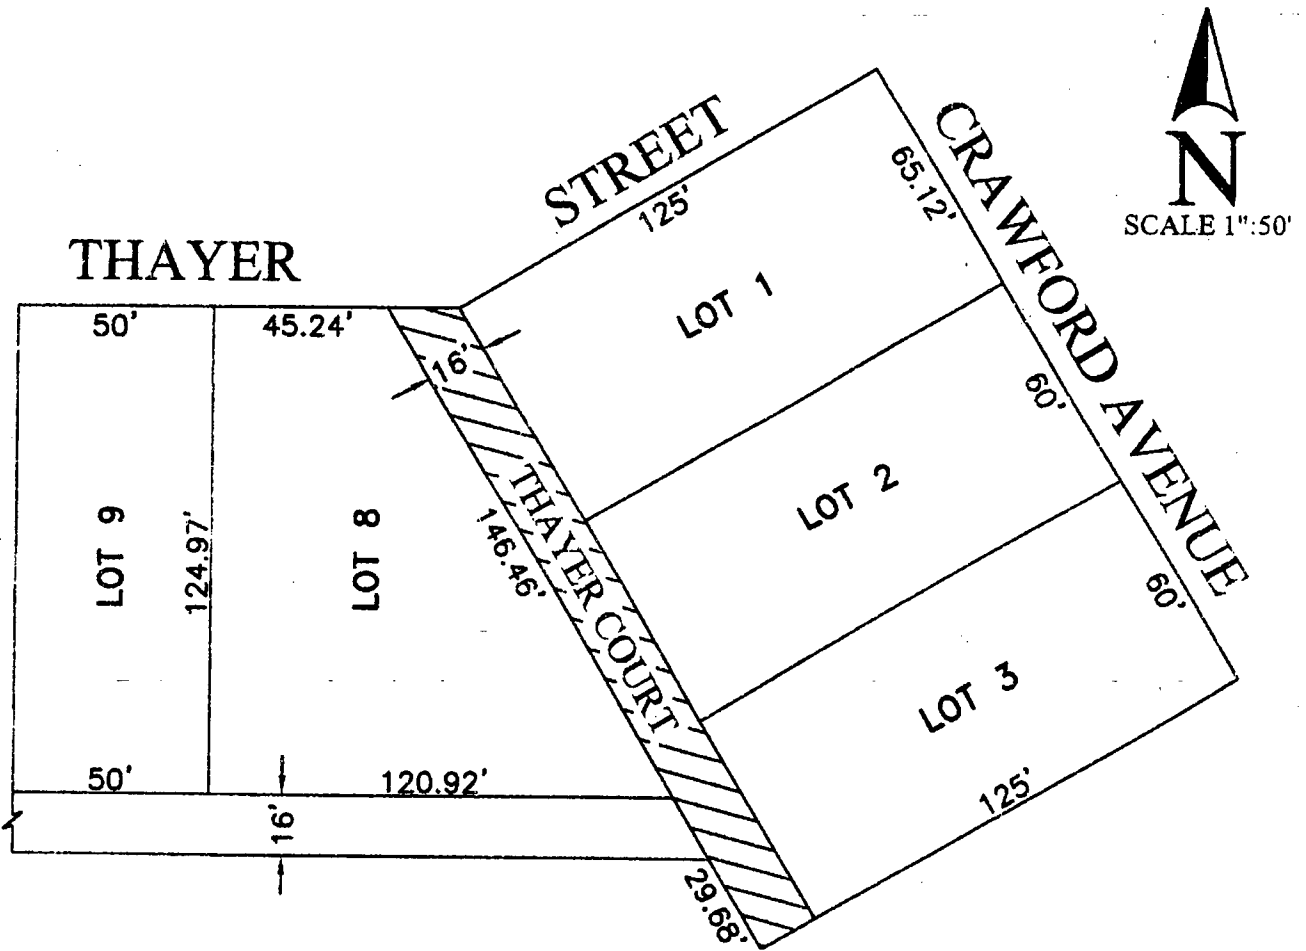 THAYER STREET
CRAWFORD AVENUE
N
SCALE 1":50'
125'
65.12'
LOT 1
50'
45.24'
16'
60'
LOT 2
LOT 9
124.97'
LOT 8
146.46'
THAYER COURT
60'
LOT 3
50'
120.92'
16'
125'
29.68'